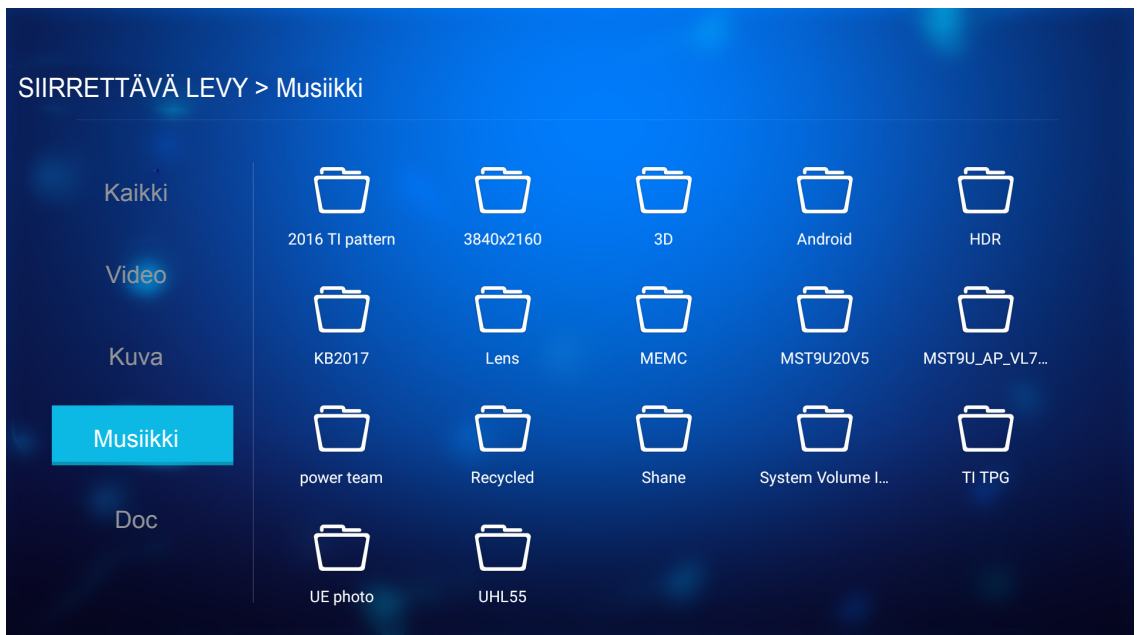 SIIRRETTÄVÄ LEVY > Musiikki
Kaikki
Video
Kuva
Musiikki
Doc
2016 TI pattern
3840x2160
3D
Android
HDR
KB2017
Lens
MEMC
MST9U20V5
MST9U_AP_VL7...
power team
Recycled
Shane
System Volume I...
TI TPG
UE photo
UHL55